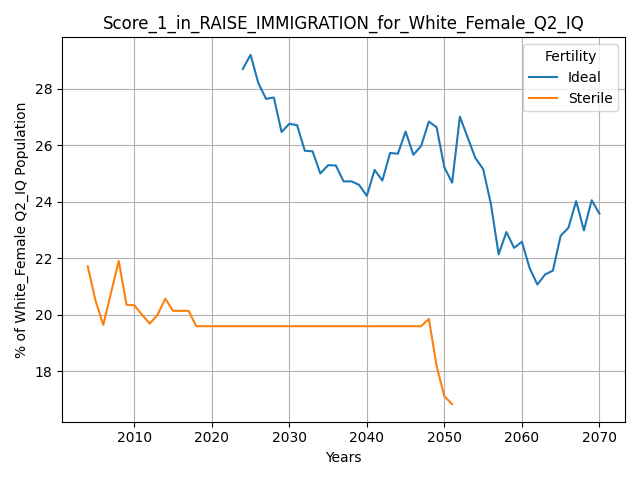 Score_1_in_RAISE_IMMIGRATION_for_White_Female_Q2_IQ
Fertility
Ideal
Sterile
% of White_Female Q2_IQ Population
28
26
24
22
20
18
2010 2020 2030 2040 2050 2060 2070
Years